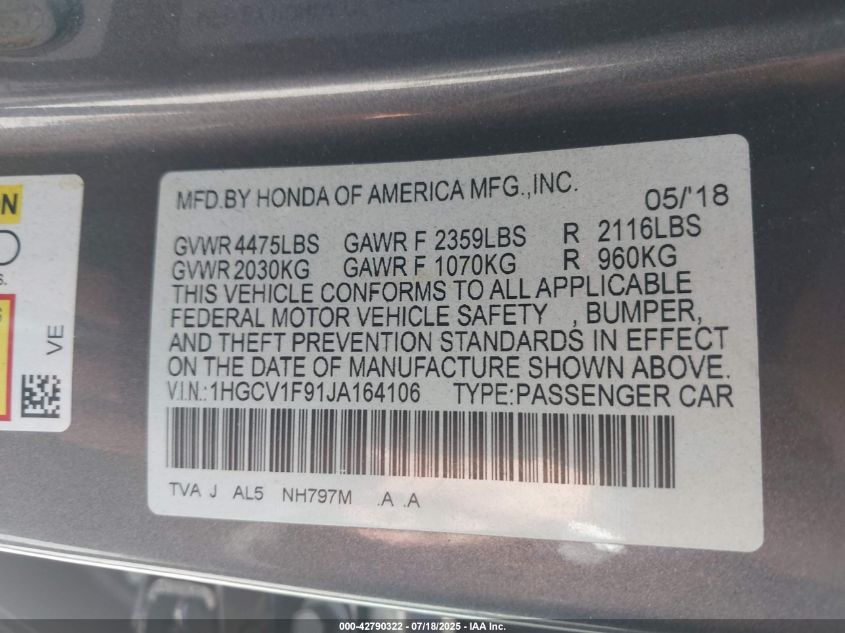 MFD.BY HONDA OF AMERICA MFG.,INC. 05/'18
GVWR 4475LBS GAWR F 2359LBS R 2116LBS
GVWR 2030KG GAWR F 1070KG R 960KG
THIS VEHICLE CONFORMS TO ALL APPLICABLE
FEDERAL MOTOR VEHICLE SAFETY , BUMPER,
AND THEFT PREVENTION STANDARDS IN EFFECT
ON THE DATE OF MANUFACTURE SHOWN ABOVE.
V.I.N.:1HGCV1F91JA164106 TYPE:PASSENGER CAR
TVA J AL5 NH797M .A .A
VE
000-42790322 - 07/18/2025 - IAA Inc.